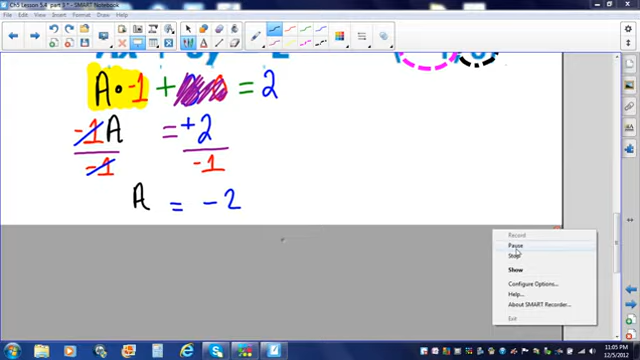 Ch5 Lesson 5.4 part 3 * - SMART Notebook
File Edit View Insert Format Draw Add-ons Help
A • -1 + = 2
-1A = +2
-1 -1
A = -2
Record
Pause
Stop
Show
Configure Options...
Help...
About SMART Recorder...
Exit
11:05 PM
12/5/2012